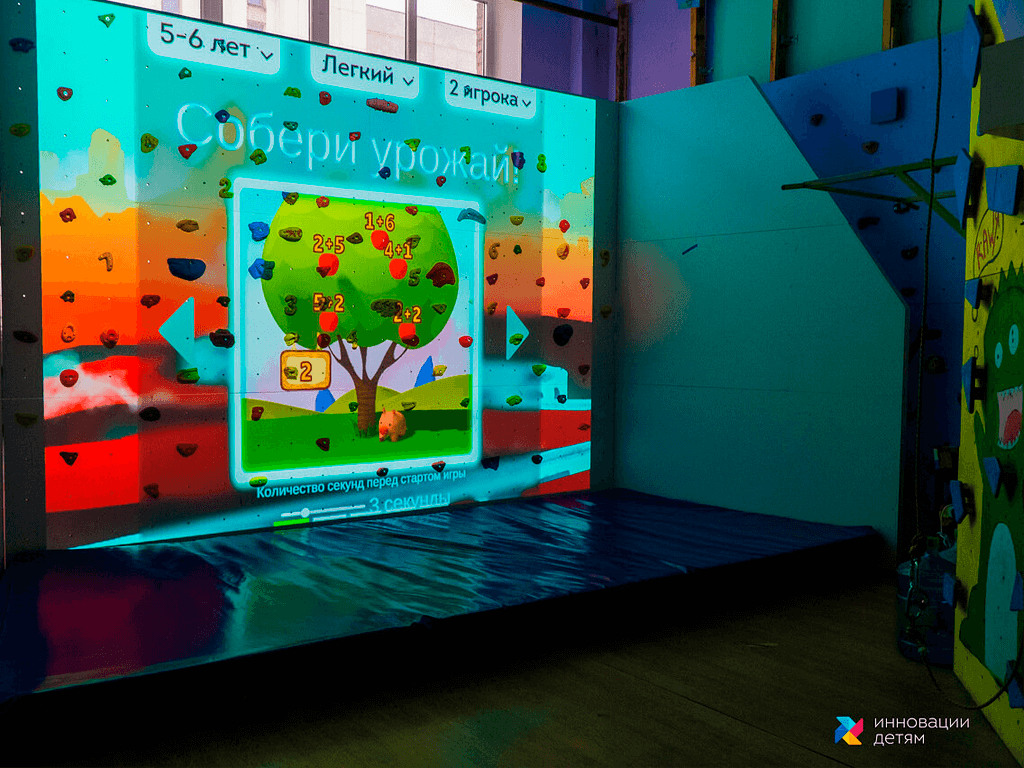 5-6 лет
Легкий
2 игрока
Собери урожай!
1+6
2+5
4+1
5+2
2+2
2
Количество секунд перед стартом игры
3 секунды
RAW!
инновации
детям